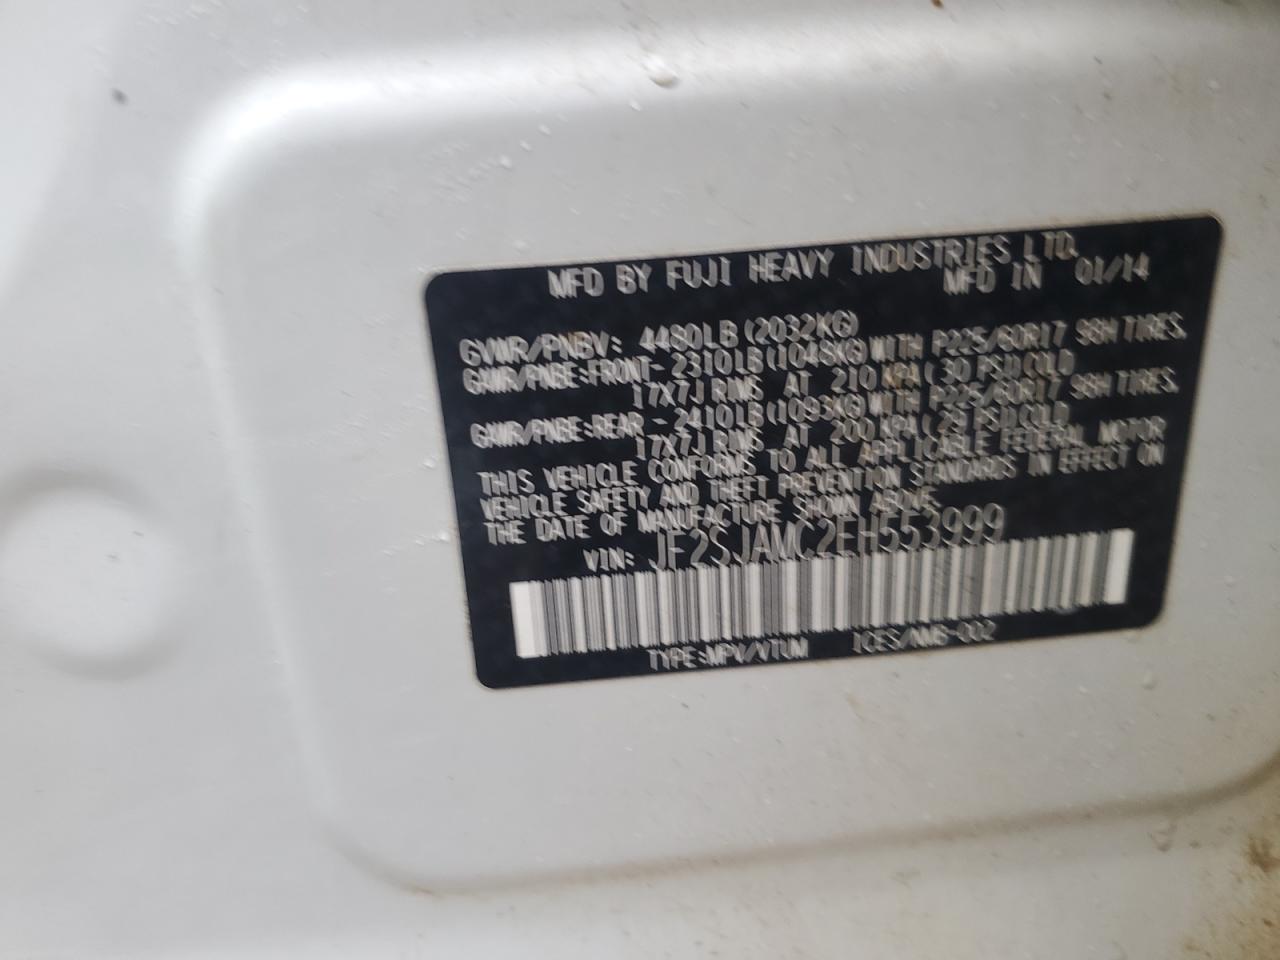 MFD BY FUJI HEAVY INDUSTRIES LTD.
MFD IN 01/14
GVWR/PNBV: 4480LB(2032KG)
GAWR/PNBE:FRONT- 2310LB(1048KG)WITH P225/60R17 98H TIRES.
17X7J RIMS AT 210 KPA( 30 PSI)COLD
GAWR/PNBE:REAR - 2410LB(1093KG)WITH P225/60R17 98H TIRES.
17X7J RIMS AT 200 KPA( 29 PSI)COLD
THIS VEHICLE CONFORMS TO ALL APPLICABLE FEDERAL MOTOR
VEHICLE SAFETY AND THEFT PREVENTION STANDARDS IN EFFECT ON
THE DATE OF MANUFACTURE SHOWN ABOVE.
VIN: JF2SJAMC2EH553999
TYPE:MPV/VTUM ICES/NMB-002